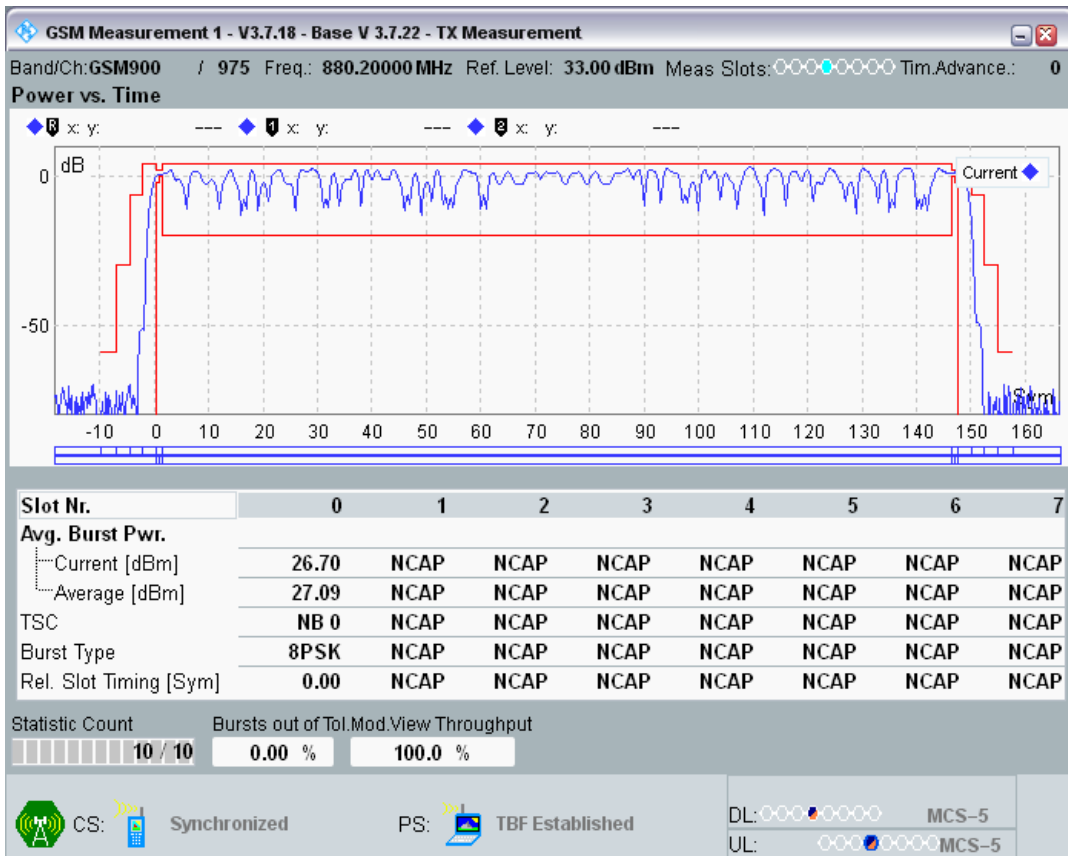 GSM Measurement 1 - V3.7.18 - Base V 3.7.22 - TX Measurement
Band/Ch:GSM900 / 975 Freq.: 880.20000 MHz Ref. Level: 33.00 dBm Meas Slots: Tim.Advance.: 0
Power vs. Time
R x: y: --- 1 x: y: --- 2 x: y: ---
dB
Current
0
-50
Sym
-10 0 10 20 30 40 50 60 70 80 90 100 110 120 130 140 150 160
Slot Nr. 0 1 2 3 4 5 6 7
Avg. Burst Pwr.
Current [dBm] 26.70 NCAP NCAP NCAP NCAP NCAP NCAP NCAP
Average [dBm] 27.09 NCAP NCAP NCAP NCAP NCAP NCAP NCAP
TSC NB 0 NCAP NCAP NCAP NCAP NCAP NCAP NCAP
Burst Type 8PSK NCAP NCAP NCAP NCAP NCAP NCAP NCAP
Rel. Slot Timing [Sym] 0.00 NCAP NCAP NCAP NCAP NCAP NCAP NCAP
Statistic Count Bursts out of Tol.Mod.View Throughput
10 / 10 0.00 % 100.0 %
CS: Synchronized PS: TBF Established DL: MCS-5
UL: MCS-5